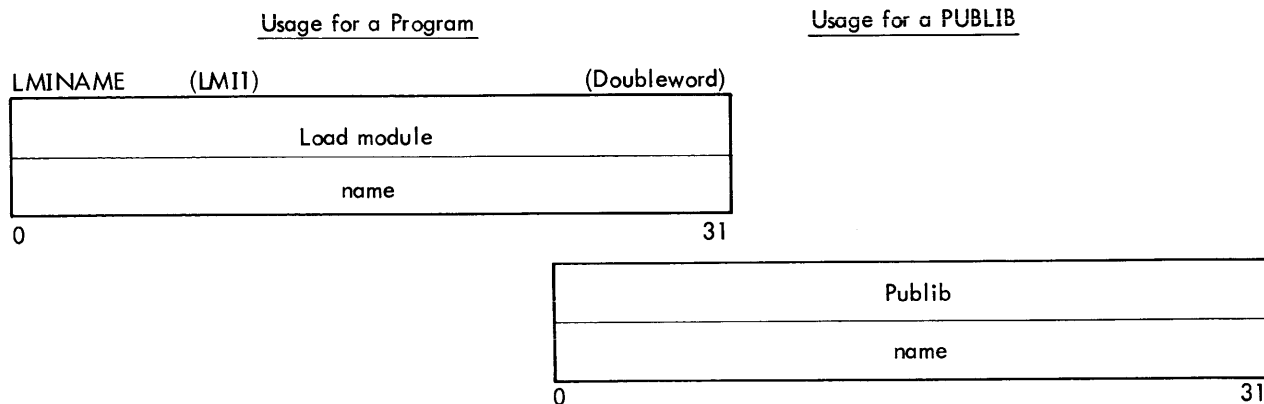 Usage for a Program
Usage for a PUBLIB
LMINAME (LMI1) (Doubleword)
Load module
name
0 31
Publib
name
0 31